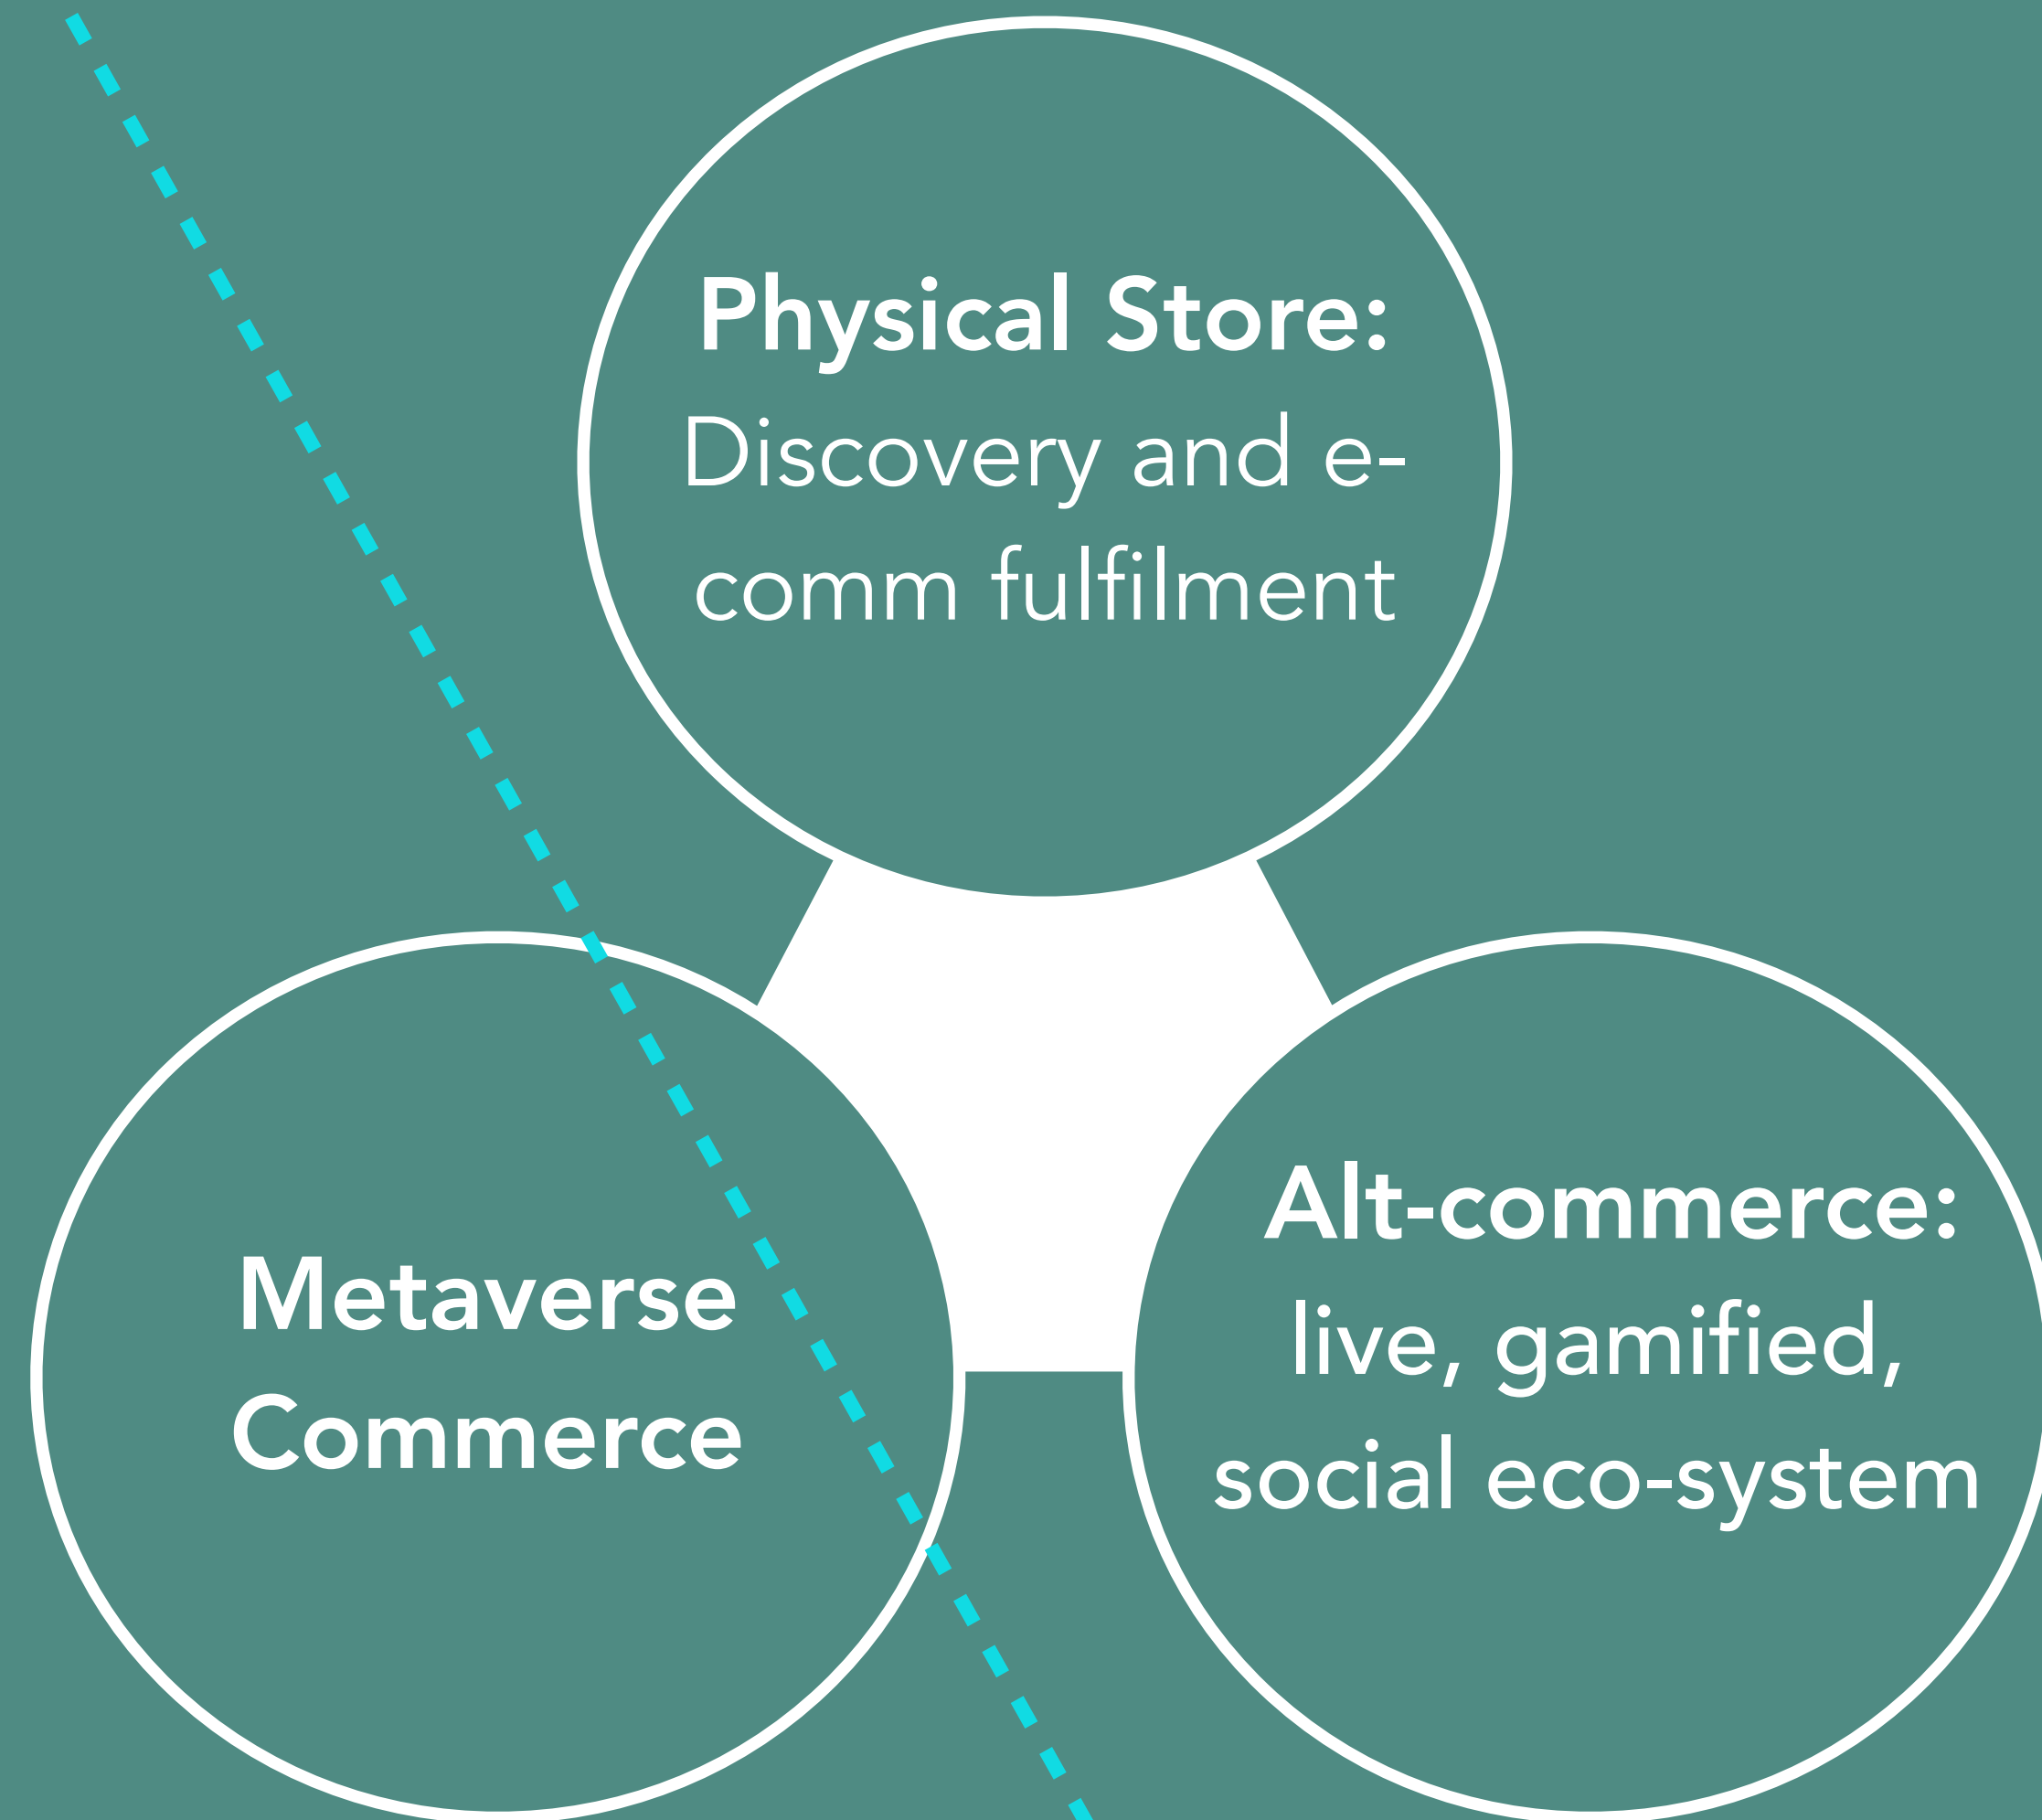 Physical Store:
Discovery and e-
comm fulfilment
Metaverse
Commerce
Alt-commerce:
live, gamified,
social eco-system